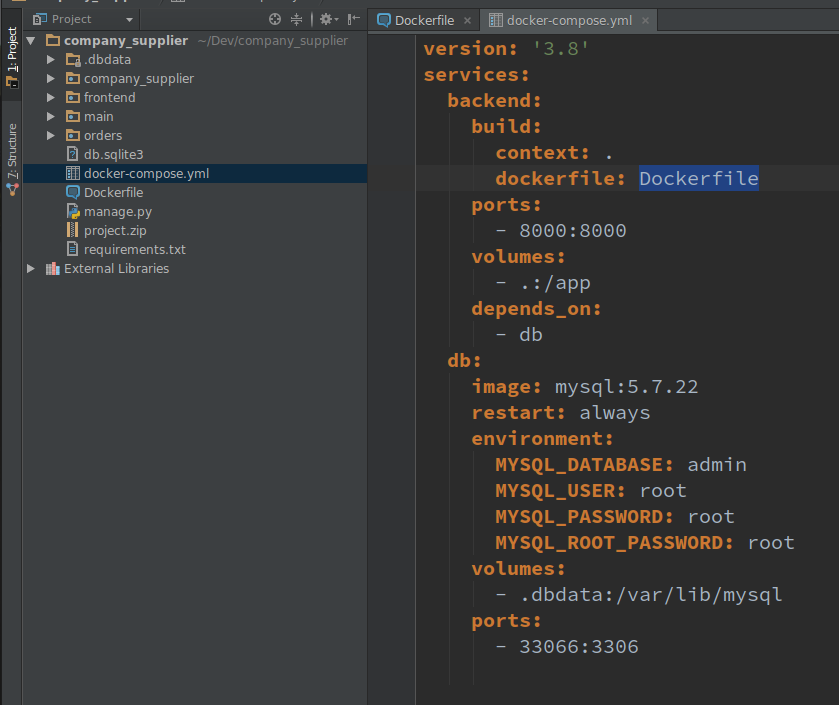 Project
Dockerfile
docker-compose.yml
1: Project
7: Structure
company_supplier ~/Dev/company_supplier
.dbdata
company_supplier
frontend
main
orders
db.sqlite3
docker-compose.yml
Dockerfile
manage.py
project.zip
requirements.txt
External Libraries
version: '3.8'
services:
backend:
build:
context: .
dockerfile: Dockerfile
ports:
- 8000:8000
volumes:
- .:/app
depends_on:
- db
db:
image: mysql:5.7.22
restart: always
environment:
MYSQL_DATABASE: admin
MYSQL_USER: root
MYSQL_PASSWORD: root
MYSQL_ROOT_PASSWORD: root
volumes:
- .dbdata:/var/lib/mysql
ports:
- 33066:3306